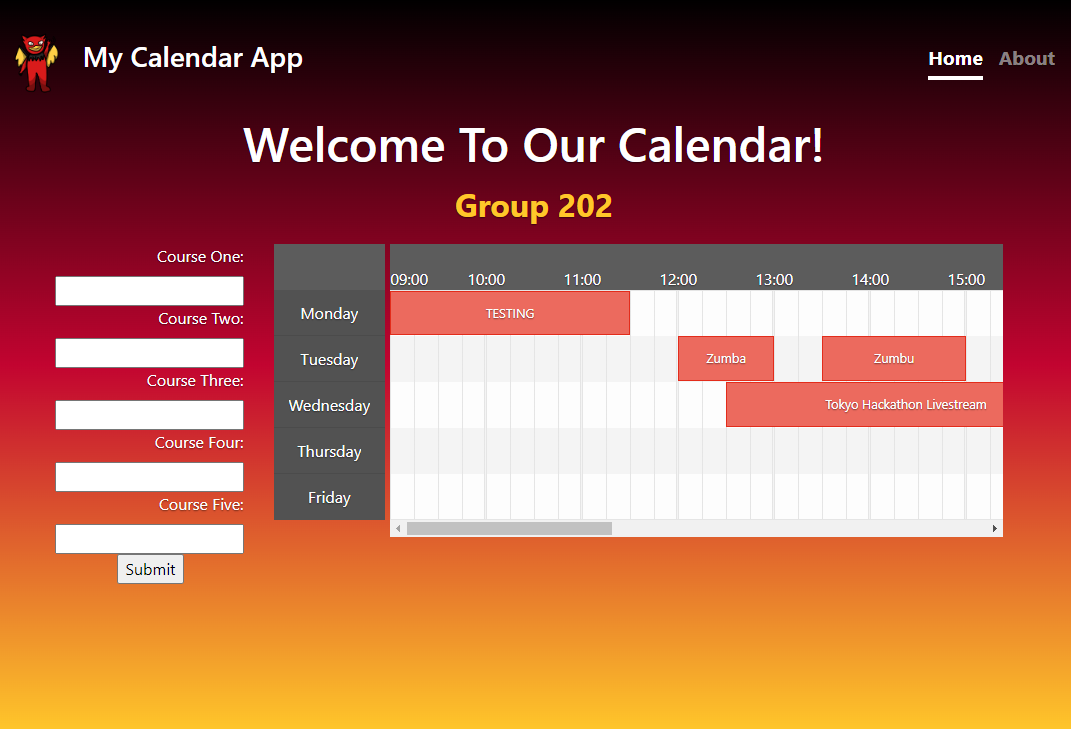 My Calendar App
Home About
Welcome To Our Calendar!
Group 202
Course One:
Course Two:
Course Three:
Course Four:
Course Five:
Submit
09:00 10:00 11:00 12:00 13:00 14:00 15:00
Monday TESTING
Tuesday Zumba Zumbu
Wednesday Tokyo Hackathon Livestream
Thursday
Friday